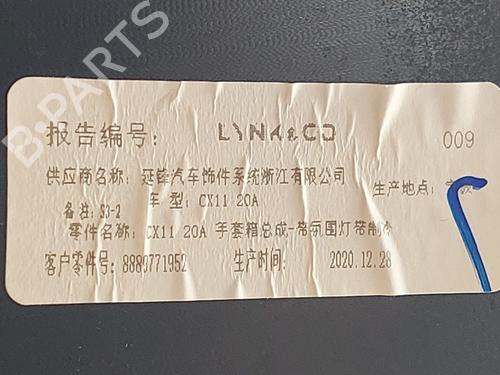 B-PARTS
报告编号: LYNK&CO 009
供应商名称: 延锋汽车饰件系统浙江有限公司 生产地点:
备注: S3-2 车 型: CX11 20A
零件名称: CX11 20A 手套箱总成-带氛围灯带制冷
客户零件号: 8889771952 生产时间: 2020.12.28